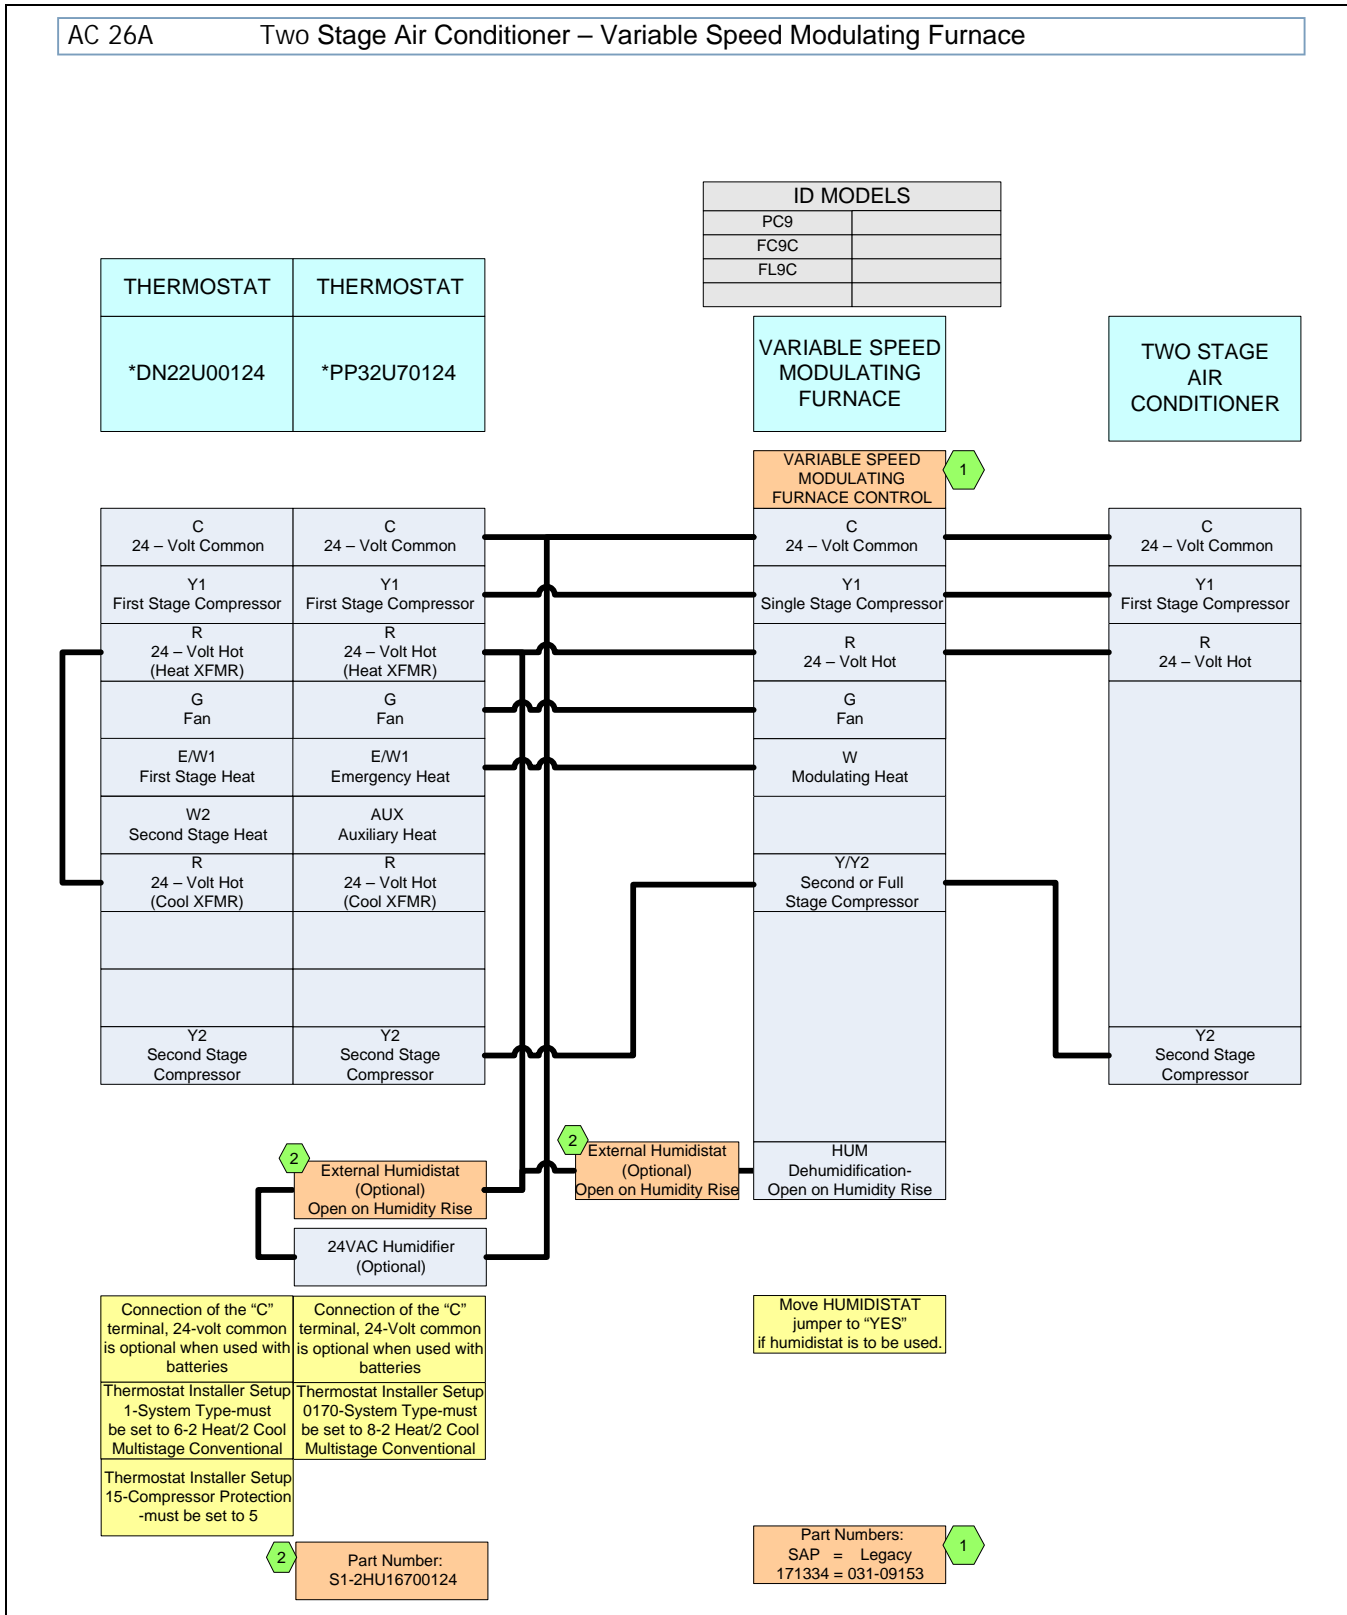 AC 26A Two Stage Air Conditioner – Variable Speed Modulating Furnace
ID MODELS
PC9
FC9C
FL9C
THERMOSTAT
THERMOSTAT
*DN22U00124
*PP32U70124
VARIABLE SPEED
MODULATING
FURNACE
TWO STAGE
AIR
CONDITIONER
VARIABLE SPEED
MODULATING
FURNACE CONTROL
1
C
24 – Volt Common
C
24 – Volt Common
C
24 – Volt Common
C
24 – Volt Common
Y1
First Stage Compressor
Y1
First Stage Compressor
Y1
Single Stage Compressor
Y1
First Stage Compressor
R
24 – Volt Hot
(Heat XFMR)
R
24 – Volt Hot
(Heat XFMR)
R
24 – Volt Hot
R
24 – Volt Hot
G
Fan
G
Fan
G
Fan
E/W1
First Stage Heat
E/W1
Emergency Heat
W
Modulating Heat
W2
Second Stage Heat
AUX
Auxiliary Heat
R
24 – Volt Hot
(Cool XFMR)
R
24 – Volt Hot
(Cool XFMR)
Y/Y2
Second or Full
Stage Compressor
Y2
Second Stage
Compressor
Y2
Second Stage
Compressor
Y2
Second Stage
Compressor
2
External Humidistat
(Optional)
Open on Humidity Rise
2
External Humidistat
(Optional)
Open on Humidity Rise
HUM
Dehumidification-
Open on Humidity Rise
24VAC Humidifier
(Optional)
Connection of the “C”
terminal, 24-volt common
is optional when used with
batteries
Connection of the “C”
terminal, 24-Volt common
is optional when used with
batteries
Move HUMIDISTAT
jumper to “YES”
if humidistat is to be used.
Thermostat Installer Setup
1-System Type-must
be set to 6-2 Heat/2 Cool
Multistage Conventional
Thermostat Installer Setup
0170-System Type-must
be set to 8-2 Heat/2 Cool
Multistage Conventional
Thermostat Installer Setup
15-Compressor Protection
-must be set to 5
2
Part Number:
S1-2HU16700124
Part Numbers:
SAP = Legacy
171334 = 031-09153
1